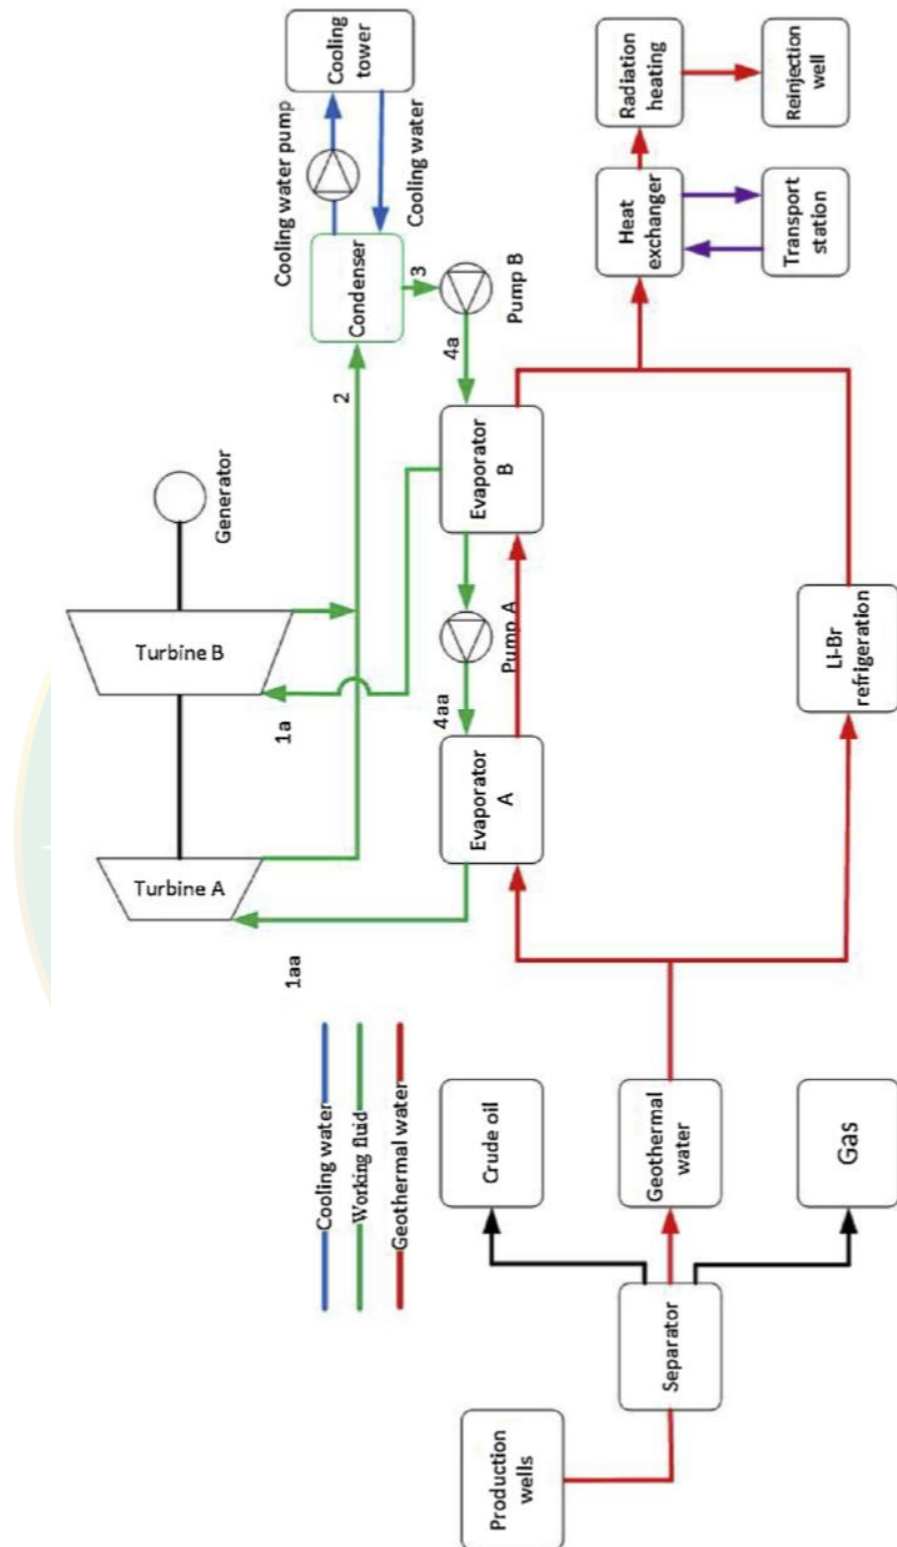 Cooling
tower
Cooling water pump
Cooling water
Condenser
2
3
Pump B
4a
Generator
Turbine B
1a
Evaporator
B
Pump A
4aa
Evaporator
A
Turbine A
1aa
Radiation
heating
Reinjection
well
Heat
exchanger
Transport
station
Li-Br
refrigeration
Cooling water
Working fluid
Geothermal water
Crude oil
Geothermal
water
Gas
Separator
Production
wells